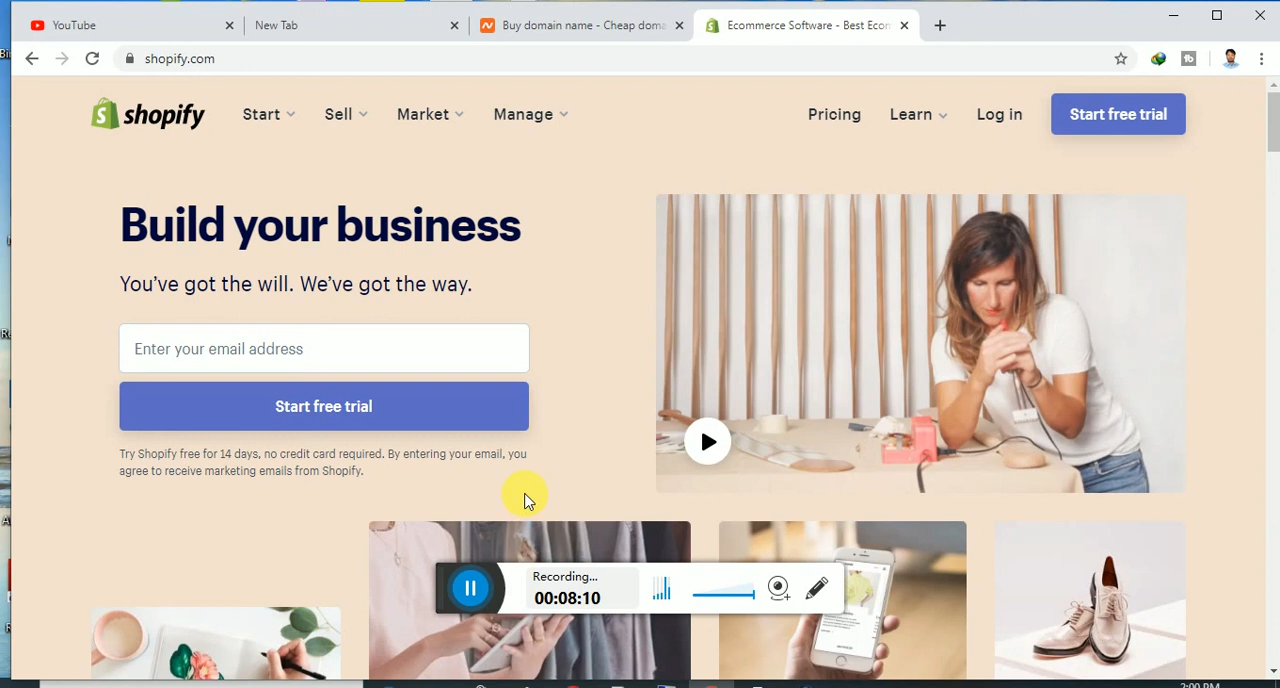 YouTube
New Tab
Buy domain name - Cheap doma
Ecommerce Software - Best Ecom
shopify.com
shopify
Start
Sell
Market
Manage
Pricing
Learn
Log in
Start free trial
Build your business
You've got the will. We've got the way.
Enter your email address
Start free trial
Try Shopify free for 14 days, no credit card required. By entering your email, you
agree to receive marketing emails from Shopify.
Recording...
00:08:10
2:00 PM